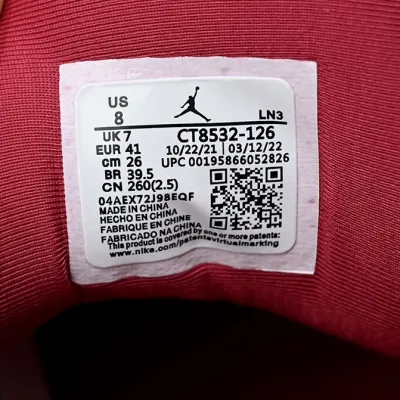 US
8
LN3
UK 7
CT8532-126
EUR 41
10/22/21 | 03/12/22
cm 26
UPC 00195866052826
BR 39.5
CN 260(2.5)
04AEX72J98EQF
MADE IN CHINA
HECHO EN CHINA
FABRIQUE EN CHINE
FABRICADO NA CHINA
This product is covered by one or more patents:
www.nike.com/patentsvirtualmarking